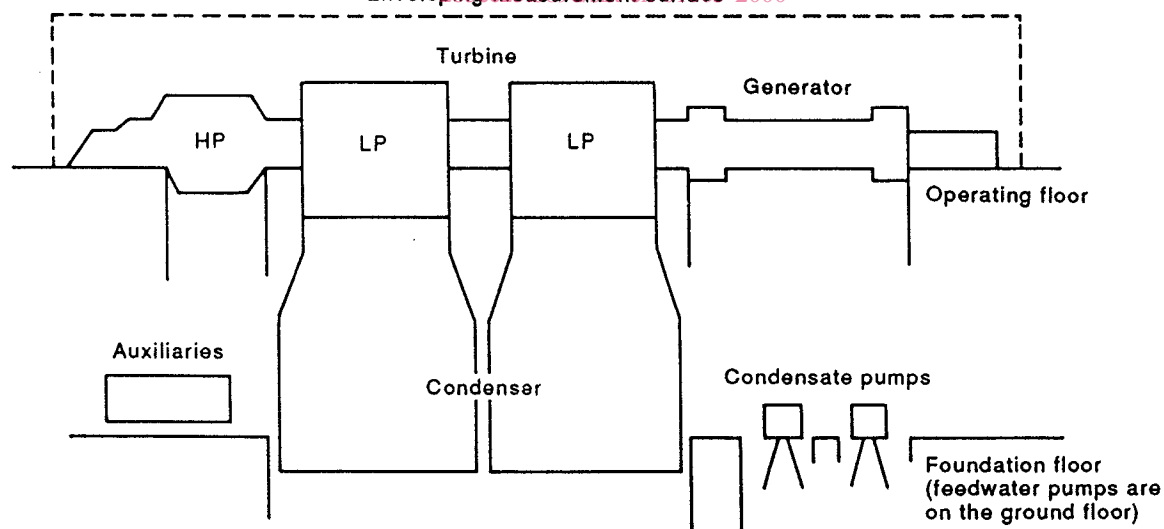 Turbine
Generator
HP
LP
LP
Operating floor
Auxiliaries
Condenser
Condensate pumps
Foundation floor
(feedwater pumps are
on the ground floor)